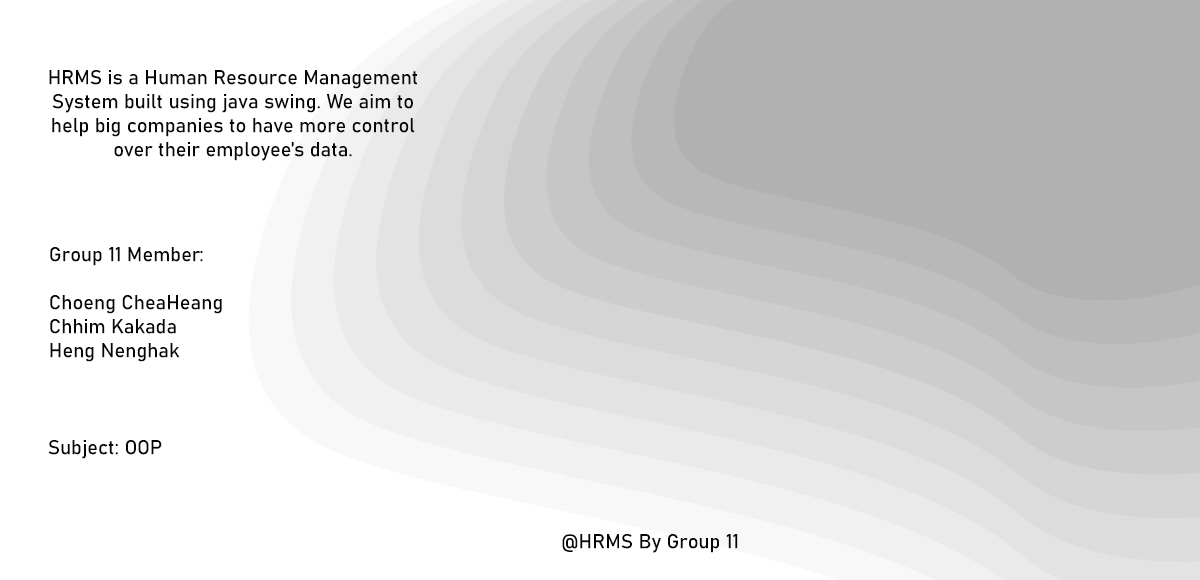 HRMS is a Human Resource Management
System built using java swing. We aim to
help big companies to have more control
over their employee's data.
Group 11 Member:
Choeng CheaHeang
Chhim Kakada
Heng Nenghak
Subject: OOP
@HRMS By Group 11